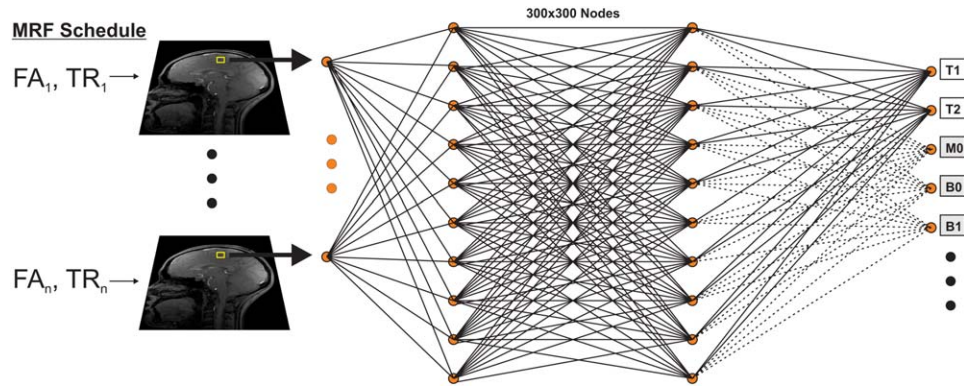 300x300 Nodes
MRF Schedule
FA1, TR1
T1
T2
M0
B0
B1
FAn, TRn